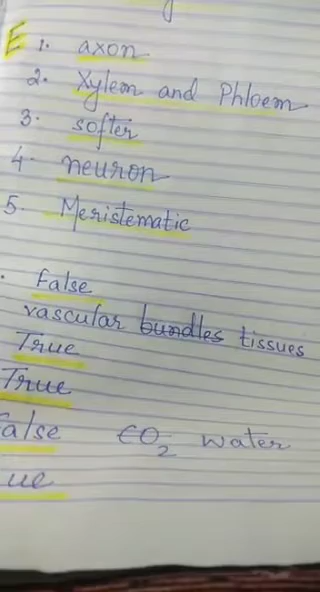 E 1. axon
2. Xylem and Phloem
3. softer
4. neuron
5. Meristematic
. False
vascular bundles tissues
True
True
False CO2 water
ue